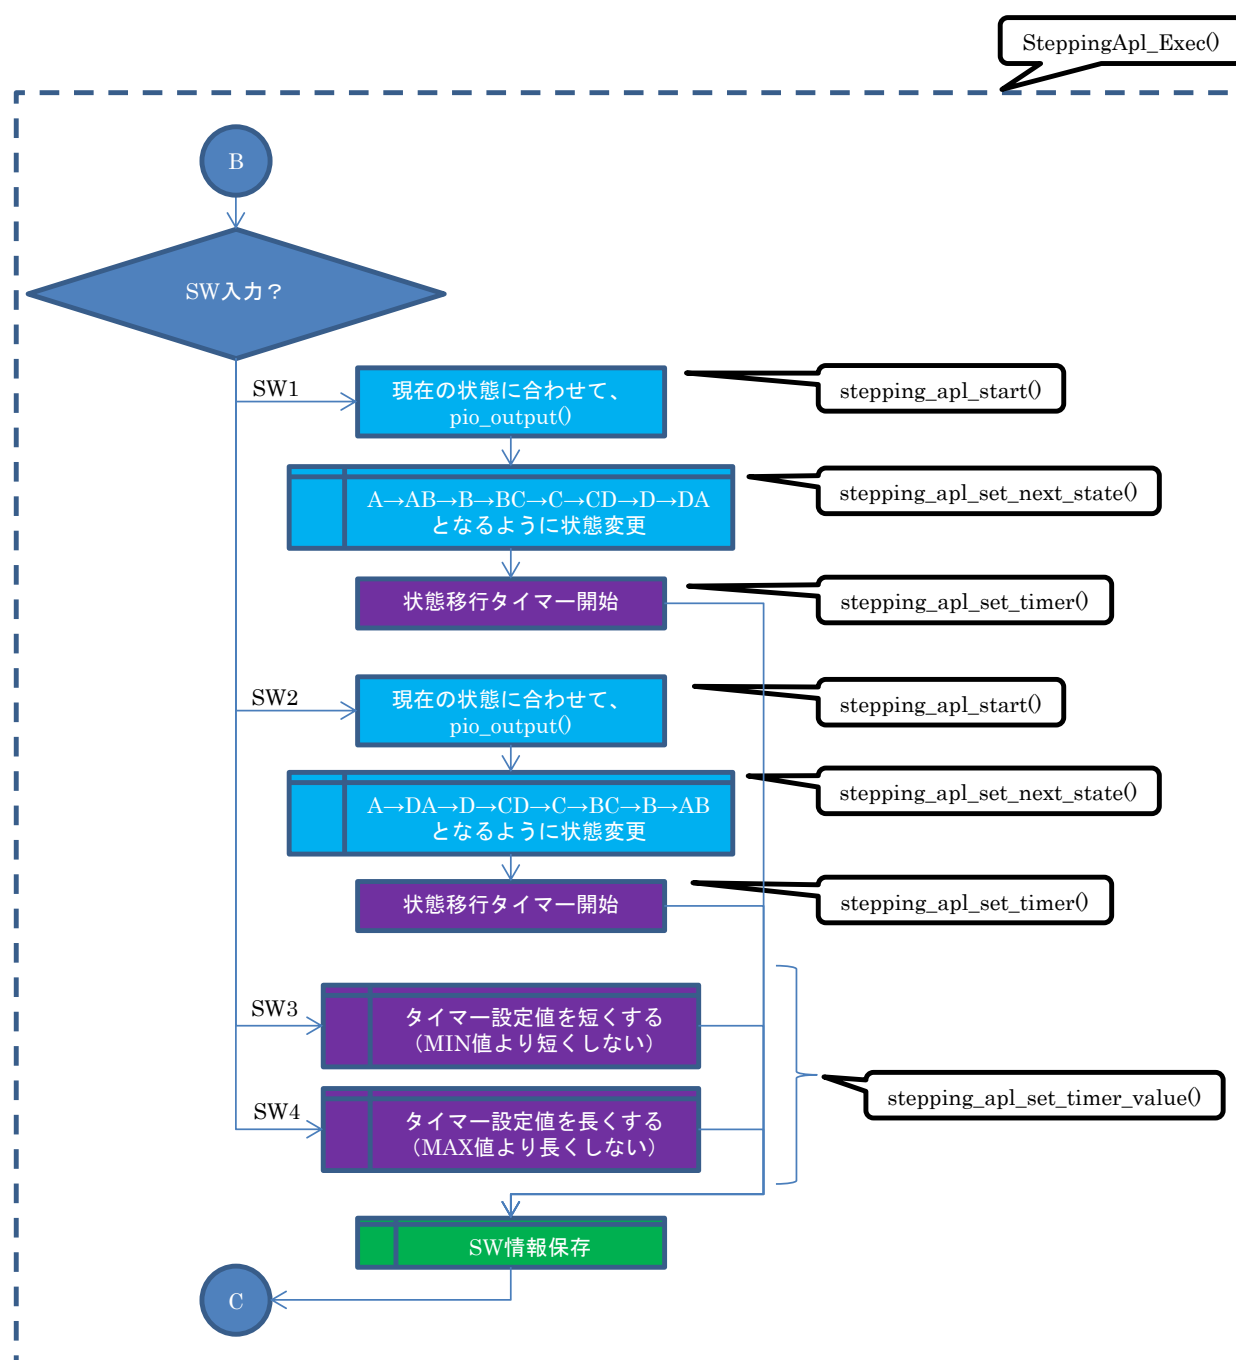 SteppingApl_Exec()
B
SW入力？
SW1
現在の状態に合わせて、
pio_output()
stepping_apl_start()
A→AB→B→BC→C→CD→D→DA
となるように状態変更
stepping_apl_set_next_state()
状態移行タイマー開始
stepping_apl_set_timer()
SW2
現在の状態に合わせて、
pio_output()
stepping_apl_start()
A→DA→D→CD→C→BC→B→AB
となるように状態変更
stepping_apl_set_next_state()
状態移行タイマー開始
stepping_apl_set_timer()
SW3
タイマー設定値を短くする
（MIN値より短くしない）
SW4
タイマー設定値を長くする
（MAX値より長くしない）
stepping_apl_set_timer_value()
SW情報保存
C